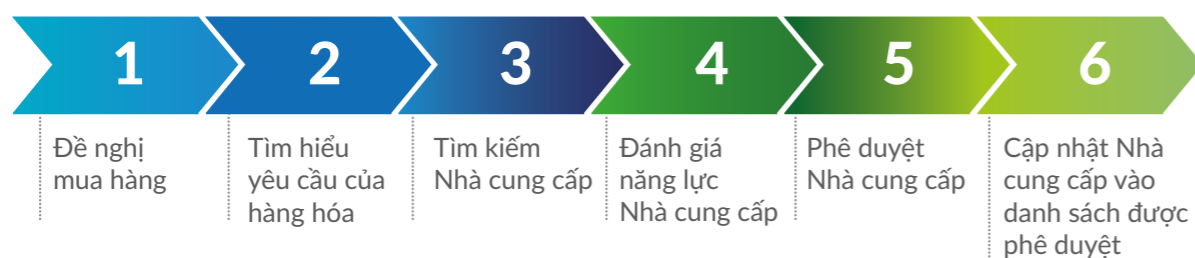 1
2
3
4
5
6
Đề nghị
mua hàng
Tìm hiểu
yêu cầu của
hàng hóa
Tìm kiếm
Nhà cung cấp
Đánh giá
năng lực
Nhà cung cấp
Phê duyệt
Nhà cung cấp
Cập nhật Nhà
cung cấp vào
danh sách được
phê duyệt